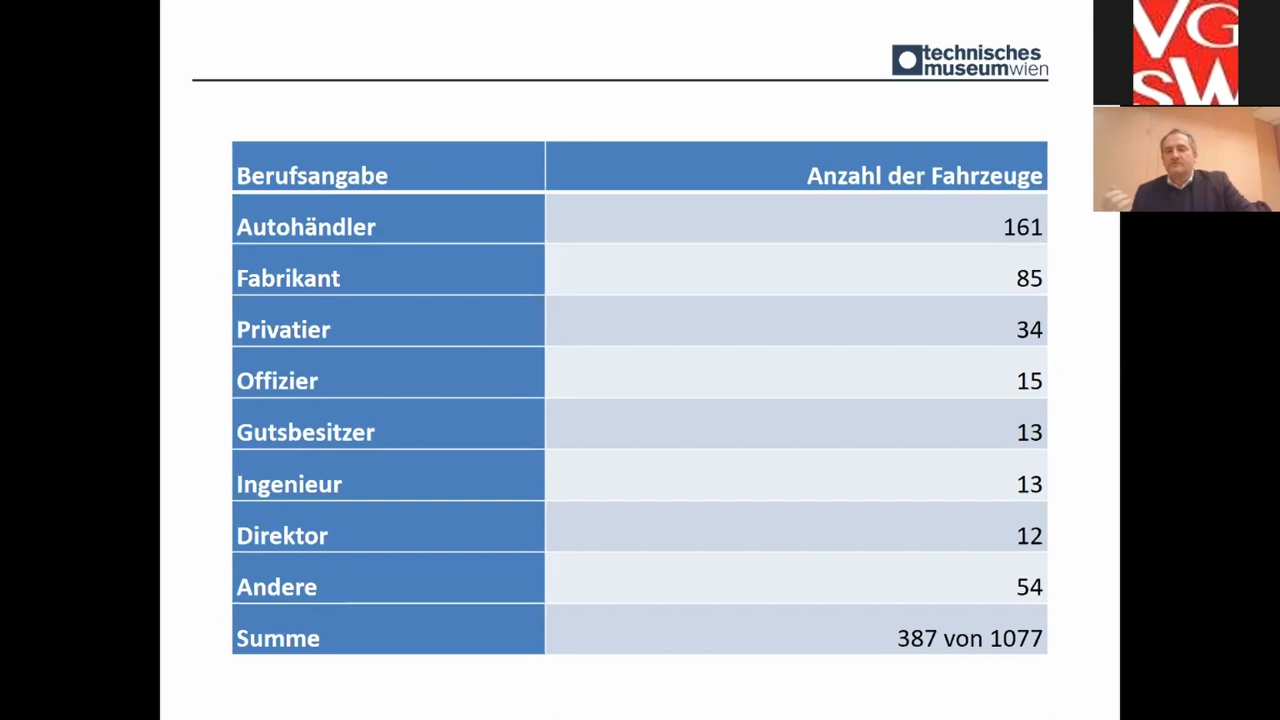 technisches
museumwien
VG
SW
Berufsangabe Anzahl der Fahrzeuge
Autohändler 161
Fabrikant 85
Privatier 34
Offizier 15
Gutsbesitzer 13
Ingenieur 13
Direktor 12
Andere 54
Summe 387 von 1077